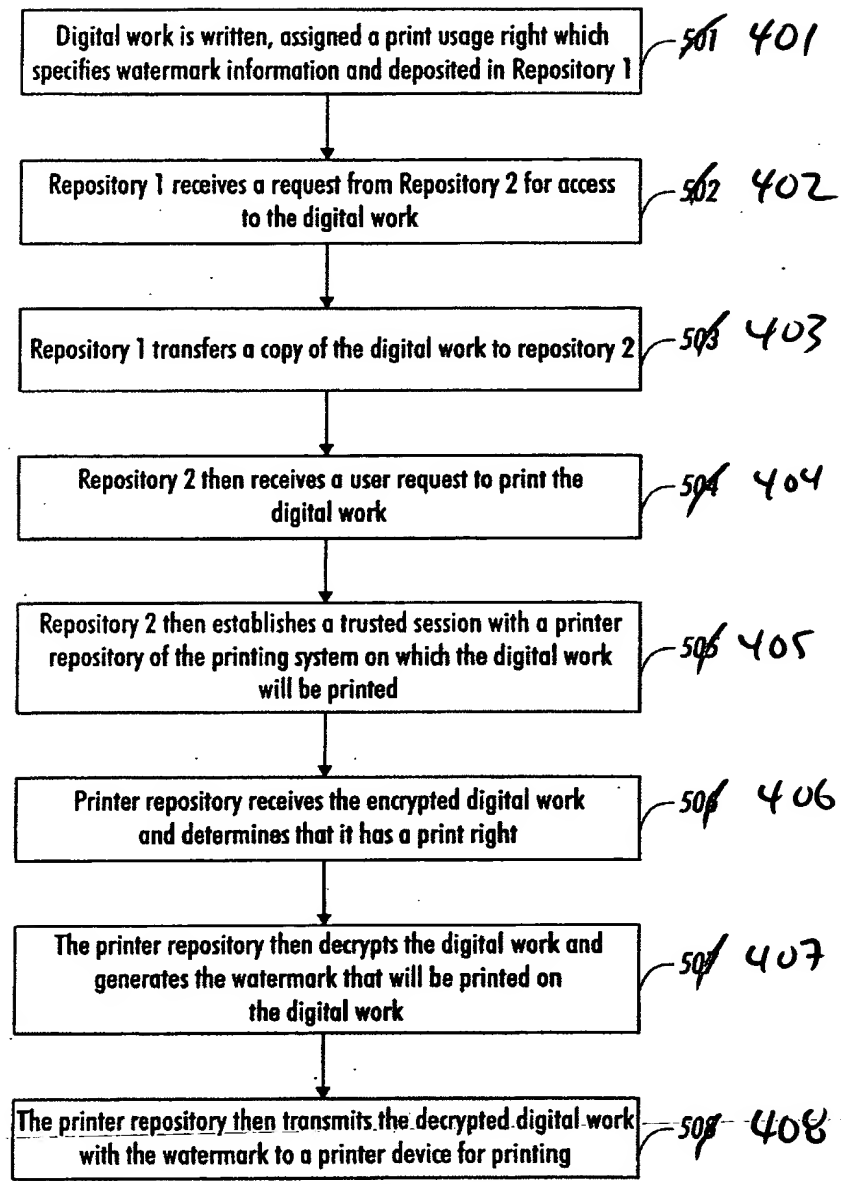 Digital work is written, assigned a print usage right which
specifies watermark information and deposited in Repository 1
501 401
Repository 1 receives a request from Repository 2 for access
to the digital work
502 402
Repository 1 transfers a copy of the digital work to repository 2
503 403
Repository 2 then receives a user request to print the
digital work
504 404
Repository 2 then establishes a trusted session with a printer
repository of the printing system on which the digital work
will be printed
505 405
Printer repository receives the encrypted digital work
and determines that it has a print right
506 406
The printer repository then decrypts the digital work and
generates the watermark that will be printed on
the digital work
507 407
The printer repository then transmits the decrypted digital work
with the watermark to a printer device for printing
508 408